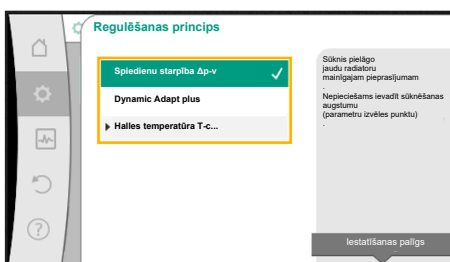 Regulēšanas princips
Spiedienu starpība Δp-v
Dynamic Adapt plus
Halles temperatūra T-c...
Sūknis pielāgo
jaudu radiatoru
mainīgajam pieprasījumam
.
Nepieciešams ievadīt sūknēšanas
augstumu
(parametru izvēles punktu)
.
Iestatīšanas palīgs